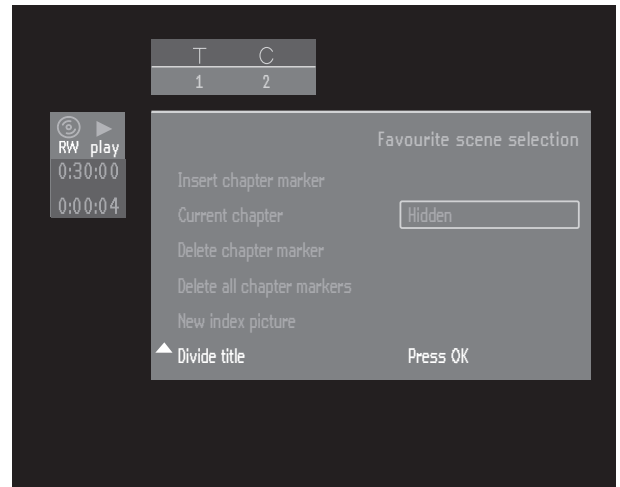 T C
1 2
RW play
0:30:00
0:00:04
Favourite scene selection
Insert chapter marker
Current chapter Hidden
Delete chapter marker
Delete all chapter markers
New index picture
Divide title Press OK